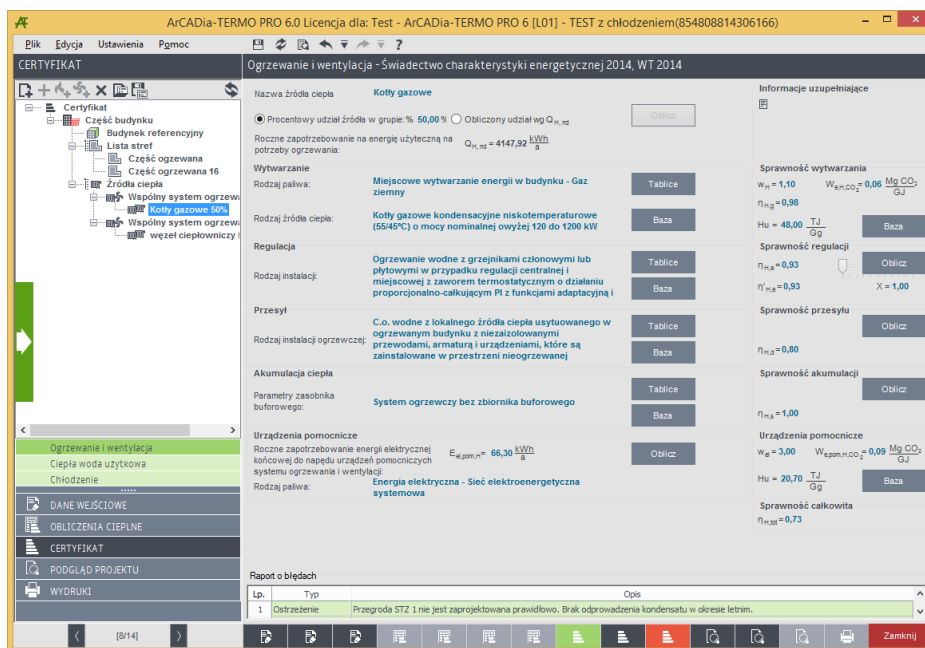 ArCADia-TERMO PRO 6.0 Licencja dla: Test - ArCADia-TERMO PRO 6 [L01] - TEST z chłodzeniem(854808814306166)
Plik Edycja Ustawienia Pomoc
CERTYFIKAT
Ogrzewanie i wentylacja - Świadectwo charakterystyki energetycznej 2014, WT 2014
Certyfikat
Część budynku
Budynek referencyjny
Lista stref
Część ogrzewana
Część ogrzewana 16
Źródła ciepła
Wspólny system ogrzew
Kotły gazowe 50%
Wspólny system ogrzew
węzeł ciepłowniczy
Ogrzewanie i wentylacja
Ciepła woda użytkowa
Chłodzenie
DANE WEJŚCIOWE
OBLICZENIA CIEPLNE
CERTYFIKAT
PODGLĄD PROJEKTU
WYDRUKI
[8/14]
Nazwa źródła ciepła Kotły gazowe
Procentowy udział źródła w grupie: % 50,00 % Obliczony udział wg Q H, nd Oblicz
Roczne zapotrzebowanie na energię użyteczną na
potrzeby ogrzewania: Q H, nd = 4147,92 kWh/a
Wytwarzanie
Rodzaj paliwa: Miejscowe wytwarzanie energii w budynku - Gaz
ziemny
Tablice
Rodzaj źródła ciepła: Kotły gazowe kondensacyjne niskotemperaturowe
(55/45°C) o mocy nominalnej owyżej 120 do 1200 kW
Baza
Regulacja
Rodzaj instalacji: Ogrzewanie wodne z grzejnikami członowymi lub
płytowymi w przypadku regulacji centralnej i
miejscowej z zaworem termostatycznym o działaniu
proporcjonalno-całkującym PI z funkcjami adaptacyjną i
Tablice
Baza
Przesył
Rodzaj instalacji ogrzewczej: C.o. wodne z lokalnego źródła ciepła usytuowanego w
ogrzewanym budynku z niezaizolowanymi
przewodami, armaturą i urządzeniami, które są
zainstalowane w przestrzeni nieogrzewanej
Tablice
Baza
Akumulacja ciepła
Parametry zasobnika
buforowego: System ogrzewczy bez zbiornika buforowego
Tablice
Baza
Urządzenia pomocnicze
Roczne zapotrzebowanie energii elektrycznej
końcowej do napędu urządzeń pomocniczych
systemu ogrzewania i wentylacji:
E el,pom,H = 66,30 kWh/a
Oblicz
Rodzaj paliwa: Energia elektryczna - Sieć elektroenergetyczna
systemowa
Informacje uzupełniające
Sprawność wytwarzania
w H = 1,10 W e,H,CO2 = 0,06 Mg CO2/GJ
η H,g = 0,98
Hu = 48,00 TJ/Gg Baza
Sprawność regulacji
η H,e = 0,93 Oblicz
η' H,e = 0,93 X = 1,00
Sprawność przesyłu
Oblicz
η H,d = 0,80
Sprawność akumulacji
Oblicz
η H,s = 1,00
Urządzenia pomocnicze
w el = 3,00 W e,pom,H,CO2 = 0,09 Mg CO2/GJ
Hu = 20,70 TJ/Gg Baza
Sprawność całkowita
η H,tot = 0,73
Raport o błędach
Lp. Typ Opis
1 Ostrzeżenie Przegroda STZ 1 nie jest zaprojektowana prawidłowo. Brak odprowadzenia kondensatu w okresie letnim.
Zamknij